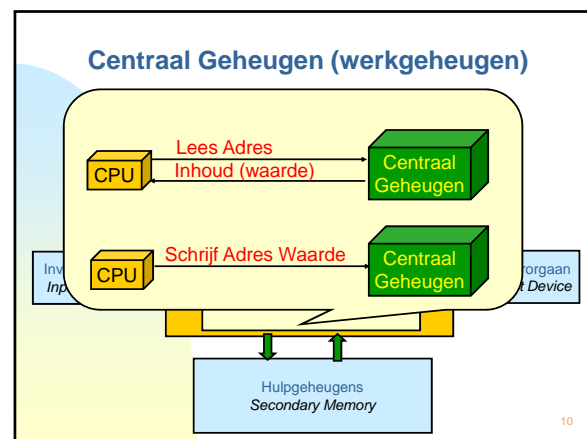 Centraal Geheugen (werkgeheugen)
Lees Adres
CPU
Inhoud (waarde)
Centraal
Geheugen
Schrijf Adres Waarde
CPU
Centraal
Geheugen
Device
Hulpgeheugens
Secondary Memory
10